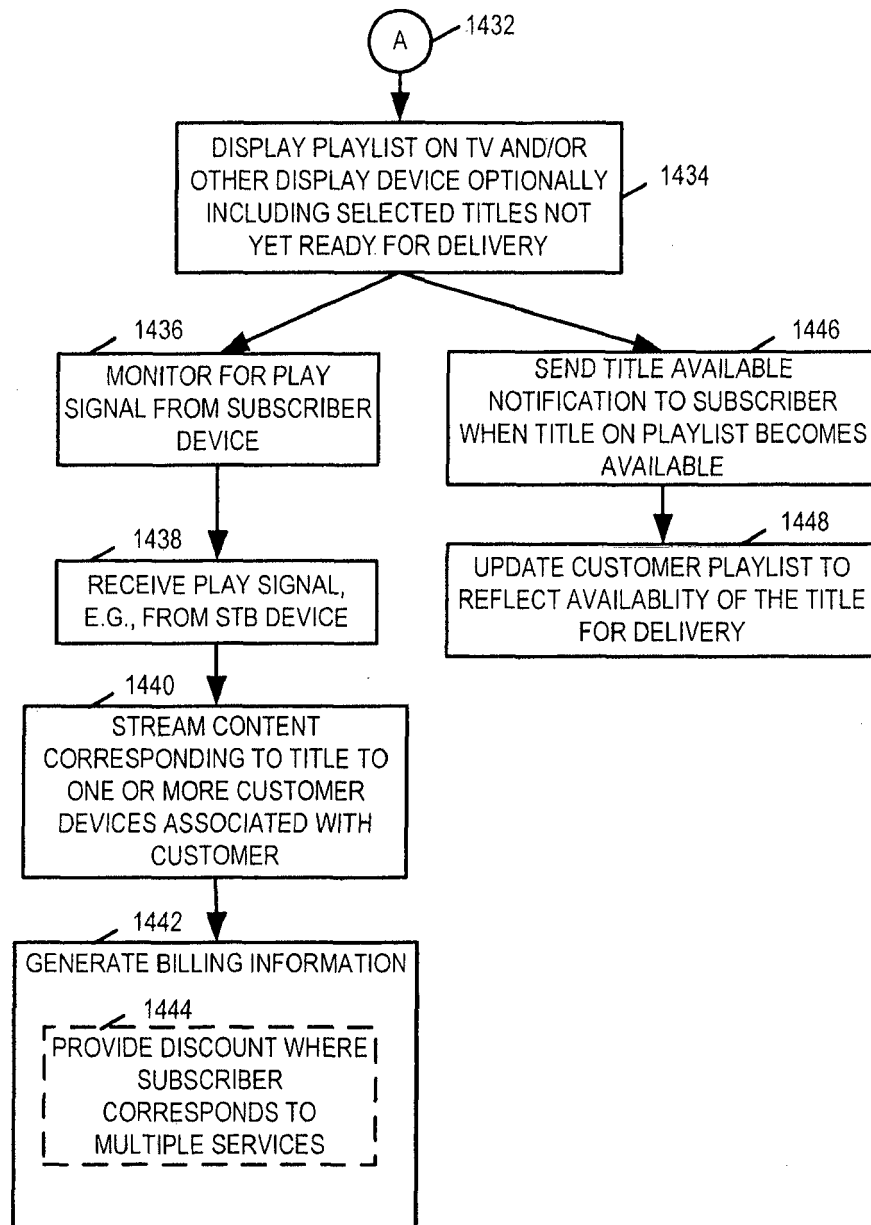 A
1432
DISPLAY PLAYLIST ON TV AND/OR
OTHER DISPLAY DEVICE OPTIONALLY
INCLUDING SELECTED TITLES NOT
YET READY FOR DELIVERY
1434
1436
MONITOR FOR PLAY
SIGNAL FROM SUBSCRIBER
DEVICE
1438
RECEIVE PLAY SIGNAL,
E.G., FROM STB DEVICE
1440
STREAM CONTENT
CORRESPONDING TO TITLE TO
ONE OR MORE CUSTOMER
DEVICES ASSOCIATED WITH
CUSTOMER
1442
GENERATE BILLING INFORMATION
1444
PROVIDE DISCOUNT WHERE
SUBSCRIBER
CORRESPONDS TO
MULTIPLE SERVICES
1446
SEND TITLE AVAILABLE
NOTIFICATION TO SUBSCRIBER
WHEN TITLE ON PLAYLIST BECOMES
AVAILABLE
1448
UPDATE CUSTOMER PLAYLIST TO
REFLECT AVAILABLITY OF THE TITLE
FOR DELIVERY